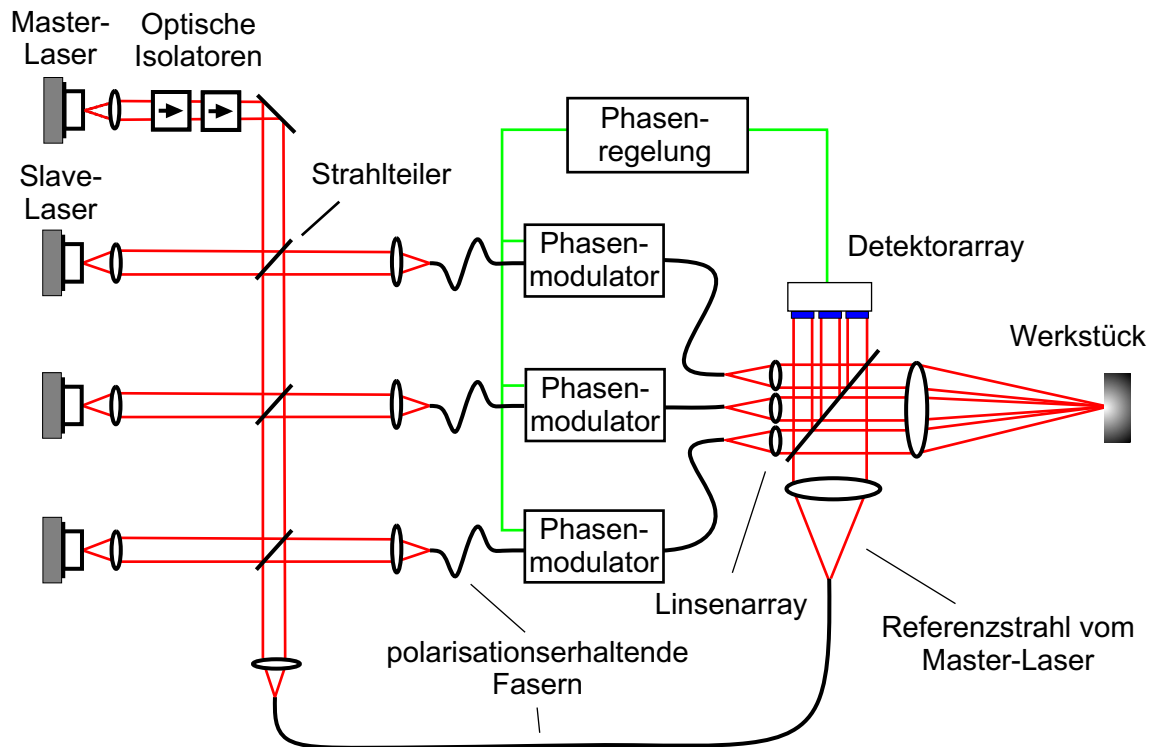 Master-
Laser
Optische
Isolatoren
Slave-
Laser
Strahlteiler
Phasen-
regelung
Phasen-
modulator
Detektorarray
Werkstück
Phasen-
modulator
Phasen-
modulator
Linsenarray
polarisationserhaltende
Fasern
Referenzstrahl vom
Master-Laser